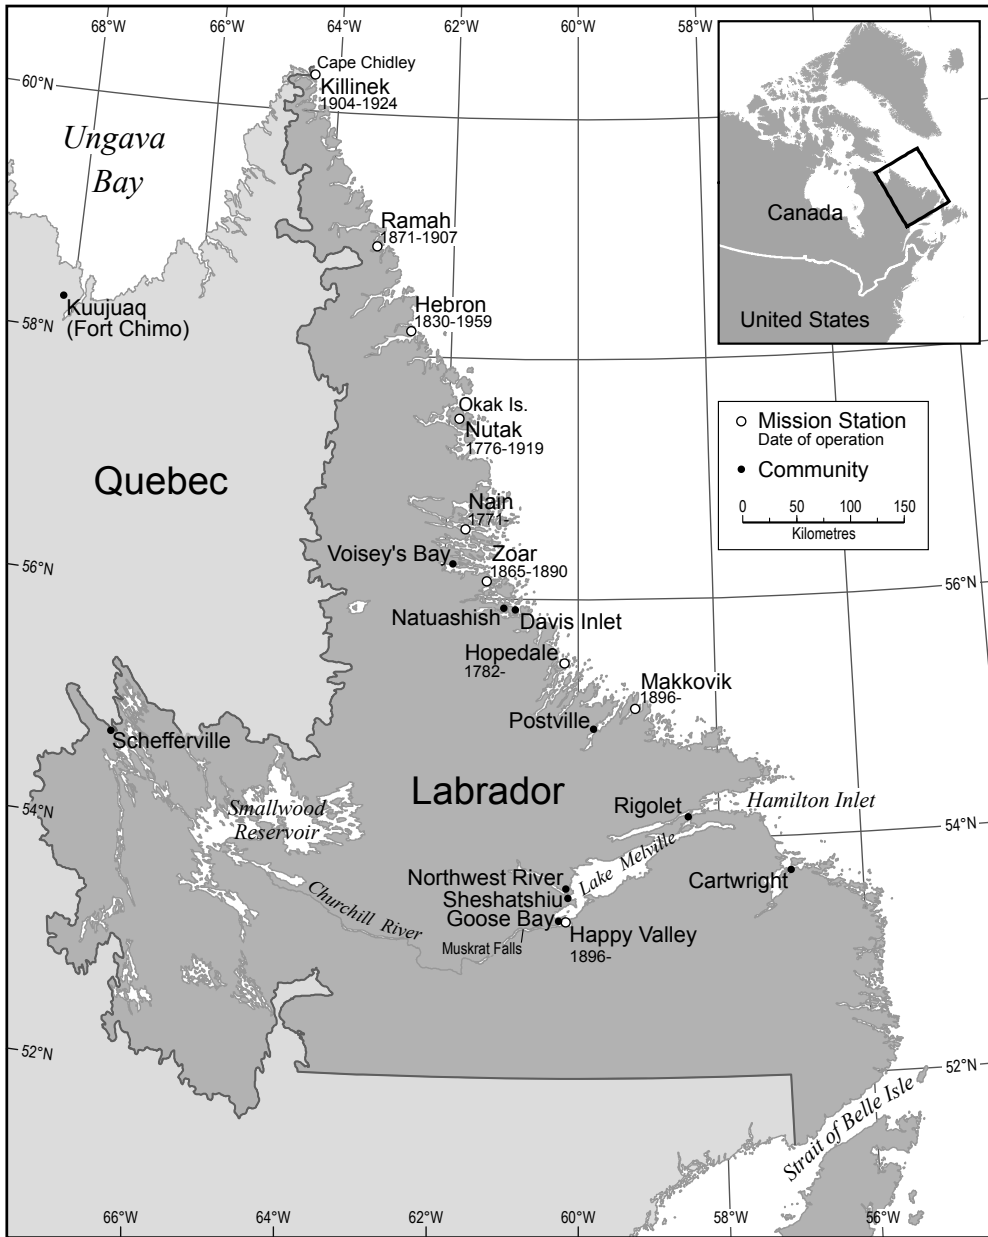 68°W
66°W
64°W
62°W
60°W
58°W
60°N
Cape Chidley
Killinek
1904-1924
Ungava
Bay
Canada
United States
Ramah
1871-1907
Kuujuaq
(Fort Chimo)
58°N
Hebron
1830-1959
Okak Is.
Nutak
1776-1919
Mission Station
Date of operation
Community
0
50
100
150
Kilometres
Quebec
Nain
1771-
Voisey's Bay
Zoar
1865-1890
56°N
56°N
Natuashish
Davis Inlet
Hopedale
1782-
Makkovik
1896-
Postville
Schefferville
Labrador
54°N
Smallwood
Reservoir
Rigolet
Hamilton Inlet
54°N
Lake Melville
Northwest River
Sheshatshiu
Goose Bay
Cartwright
Churchill River
Muskrat Falls
Happy Valley
1896-
52°N
52°N
Strait of Belle Isle
66°W
64°W
62°W
60°W
58°W
56°W